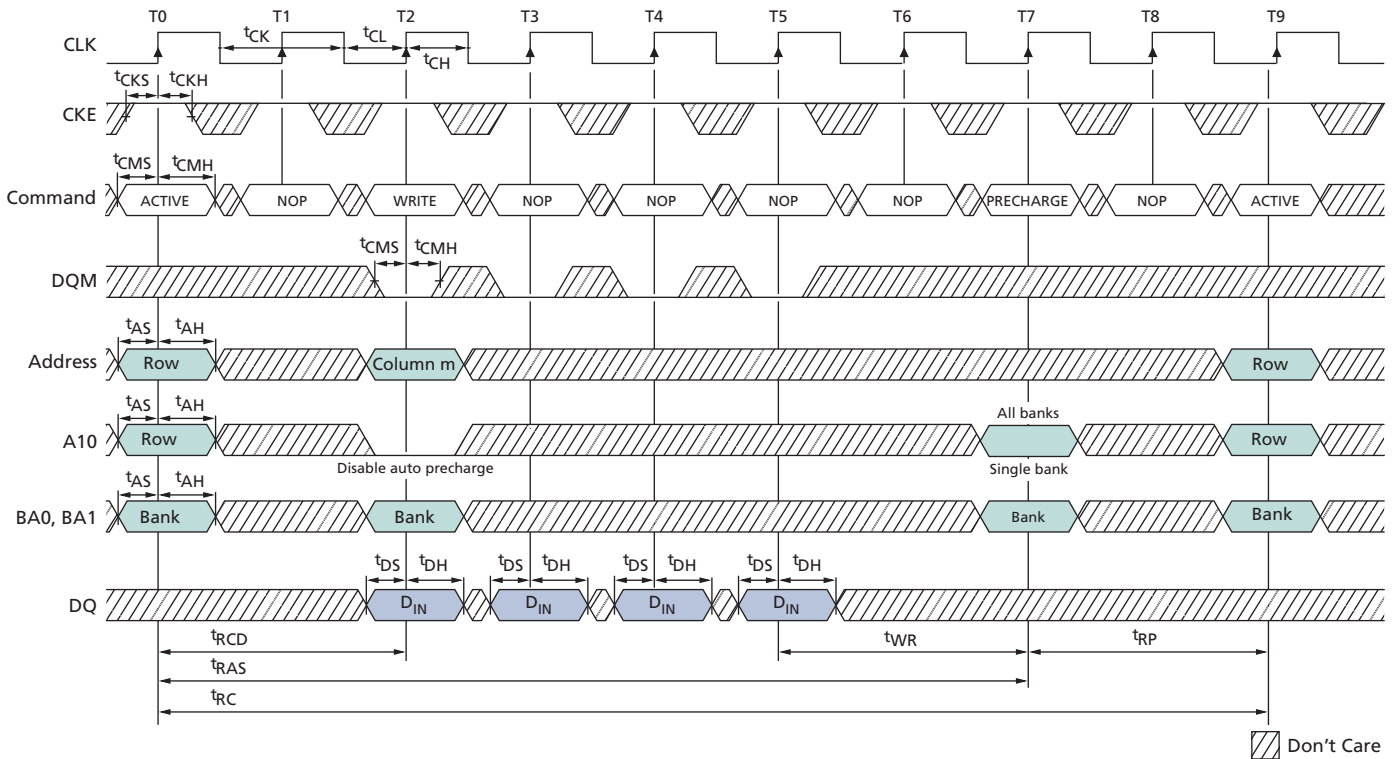 T0 T1 T2 T3 T4 T5 T6 T7 T8 T9
CLK
tCK tCL
tCH
tCKS tCKH
CKE
tCMS tCMH
Command ACTIVE NOP WRITE NOP NOP NOP NOP PRECHARGE NOP ACTIVE
tCMS tCMH
DQM
tAS tAH
Address Row Column m Row
tAS tAH
All banks
A10 Row Row
Disable auto precharge Single bank
tAS tAH
BA0, BA1 Bank Bank Bank Bank
tDS tDH tDS tDH tDS tDH tDS tDH
DQ DIN DIN DIN DIN
tRCD tWR tRP
tRAS
tRC
Don't Care